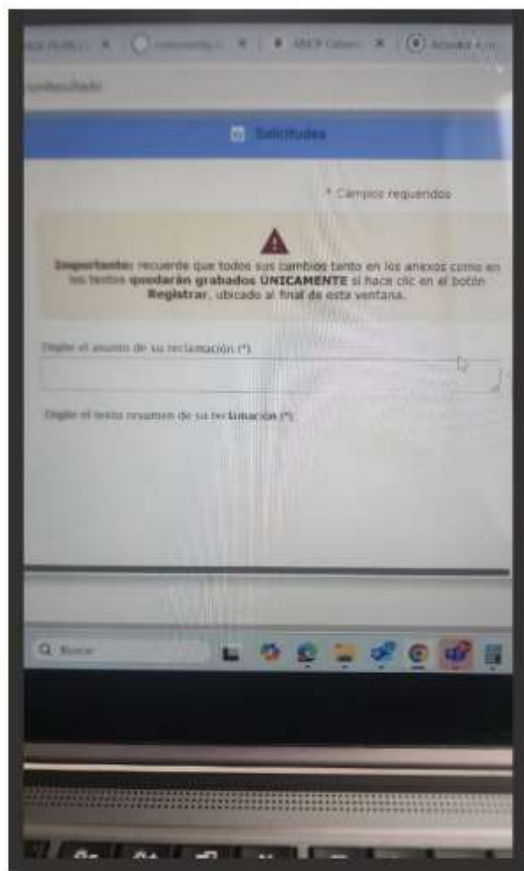 Solicitudes
* Campos requeridos
Importante: recuerde que todos sus cambios tanto en los anexos como en
los textos quedarán grabados ÚNICAMENTE si hace clic en el botón
Registrar, ubicado al final de esta ventana.
Digite el asunto de su reclamación (*)
Digite el texto resumen de su reclamación (*)
Buscar